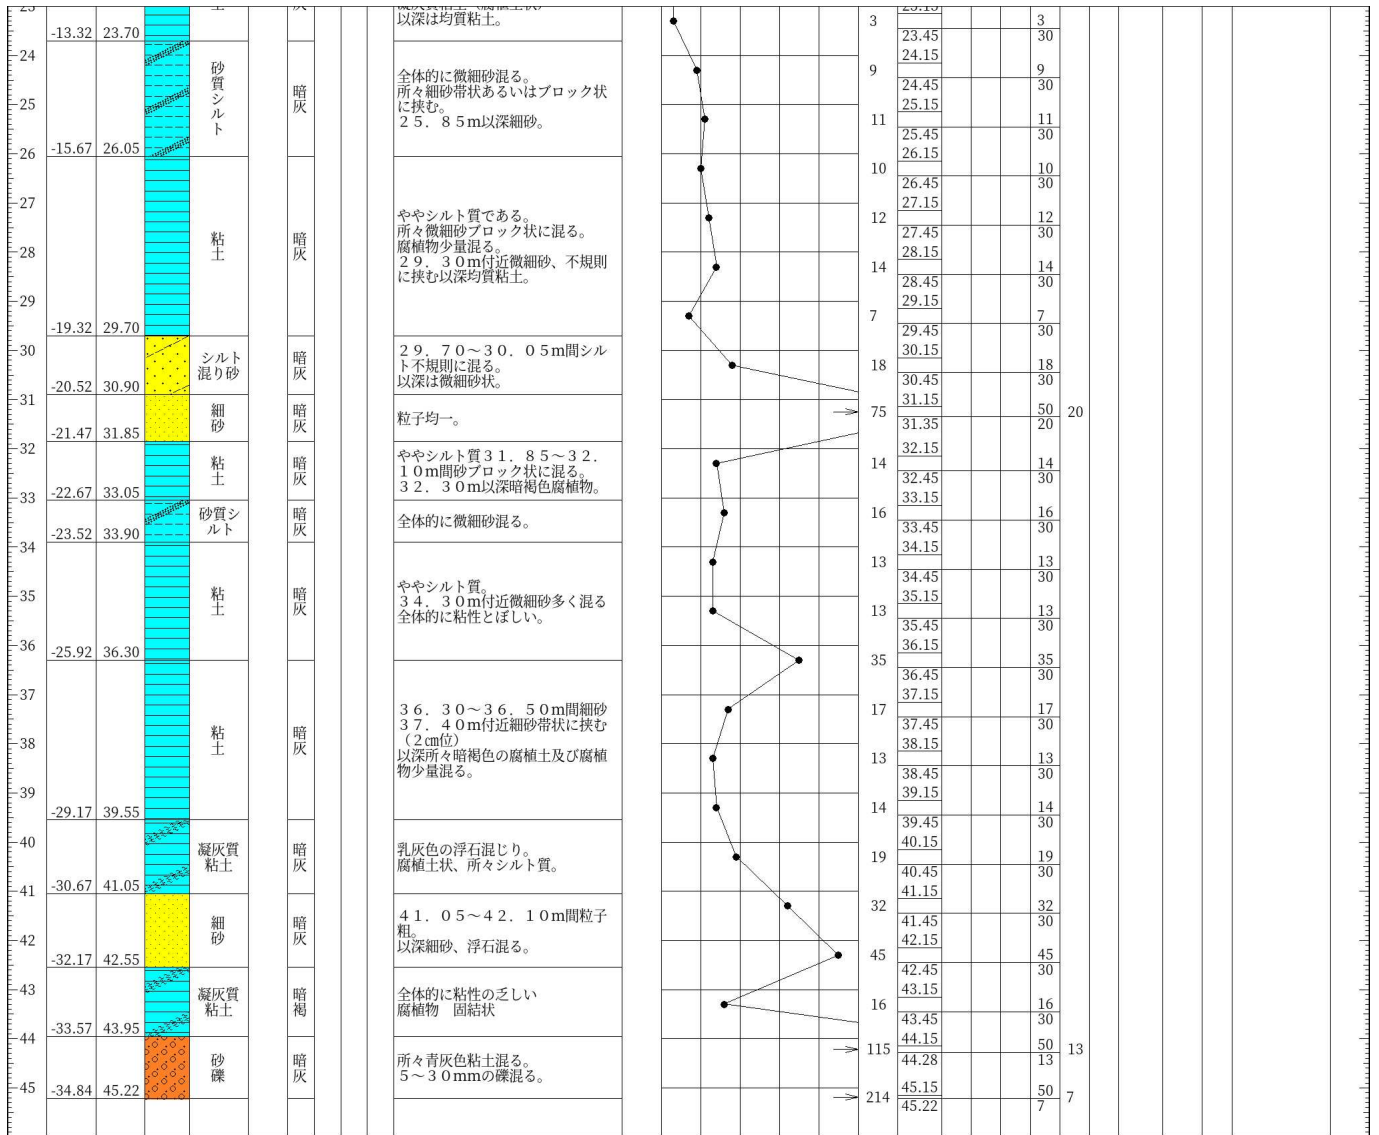 以深は均質粘土。
3
3
-13.32 23.70
23.45
30
24
砂質シルト
暗灰
全体的に微細砂混る。
所々細砂帯状あるいはブロック状
に挟む。
25．85m以深細砂。
24.15
9
9
24.45
30
25
25.15
11
11
25.45
30
-15.67 26.05
26
26.15
10
10
26.45
30
27
粘土
暗灰
ややシルト質である。
所々微細砂ブロック状に混る。
腐植物少量混る。
29．30m付近微細砂、不規則
に挟む以深均質粘土。
27.15
12
12
27.45
30
28
28.15
14
14
28.45
30
29
29.15
7
7
-19.32 29.70
29.45
30
30
シルト
混り砂
暗灰
29．70～30．05m間シル
ト不規則に混る。
以深は微細砂状。
30.15
18
18
-20.52 30.90
30.45
30
31
細砂
暗灰
粒子均一。
31.15
75
50 20
-21.47 31.85
31.35
20
32
粘土
暗灰
ややシルト質31．85～32．
10m間砂ブロック状に混る。
32．30m以深暗褐色腐植物。
32.15
14
14
-22.67 33.05
32.45
30
33
砂質シ
ルト
暗灰
全体的に微細砂混る。
33.15
16
16
-23.52 33.90
33.45
30
34
粘土
暗灰
ややシルト質。
34．30m付近微細砂多く混る
全体的に粘性とぼしい。
34.15
13
13
34.45
30
35
35.15
13
13
35.45
30
36
-25.92 36.30
36.15
35
35
36.45
30
37
粘土
暗灰
36．30～36．50m間細砂
37．40m付近細砂帯状に挟む
（2㎝位）
以深所々暗褐色の腐植土及び腐植
物少量混る。
37.15
17
17
37.45
30
38
38.15
13
13
38.45
30
39
39.15
14
14
-29.17 39.55
39.45
30
40
凝灰質
粘土
暗灰
乳灰色の浮石混じり。
腐植土状、所々シルト質。
40.15
19
19
-30.67 41.05
40.45
30
41
細砂
暗灰
41．05～42．10m間粒子
粗。
以深細砂、浮石混る。
41.15
32
32
41.45
30
42
42.15
45
45
-32.17 42.55
42.45
30
43
凝灰質
粘土
暗褐
全体的に粘性の乏しい
腐植物　固結状
43.15
16
16
-33.57 43.95
43.45
30
44
砂礫
暗灰
所々青灰色粘土混る。
5～30mmの礫混る。
44.15
115
50 13
44.28
13
45
-34.84 45.22
45.15
214
50 7
45.22
7